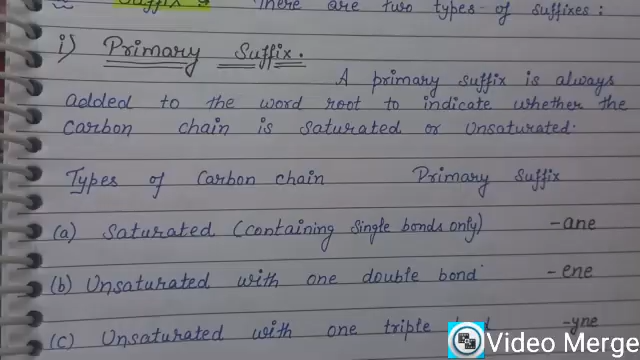 Suffix → There are two types of suffixes:
i) Primary Suffix.
A primary suffix is always
added to the word root to indicate whether the
carbon chain is saturated or unsaturated.
Types of Carbon chain Primary Suffix
(a) Saturated (containing single bonds only) -ane
(b) Unsaturated with one double bond -ene
(c) Unsaturated with one triple -yne
Video Merge